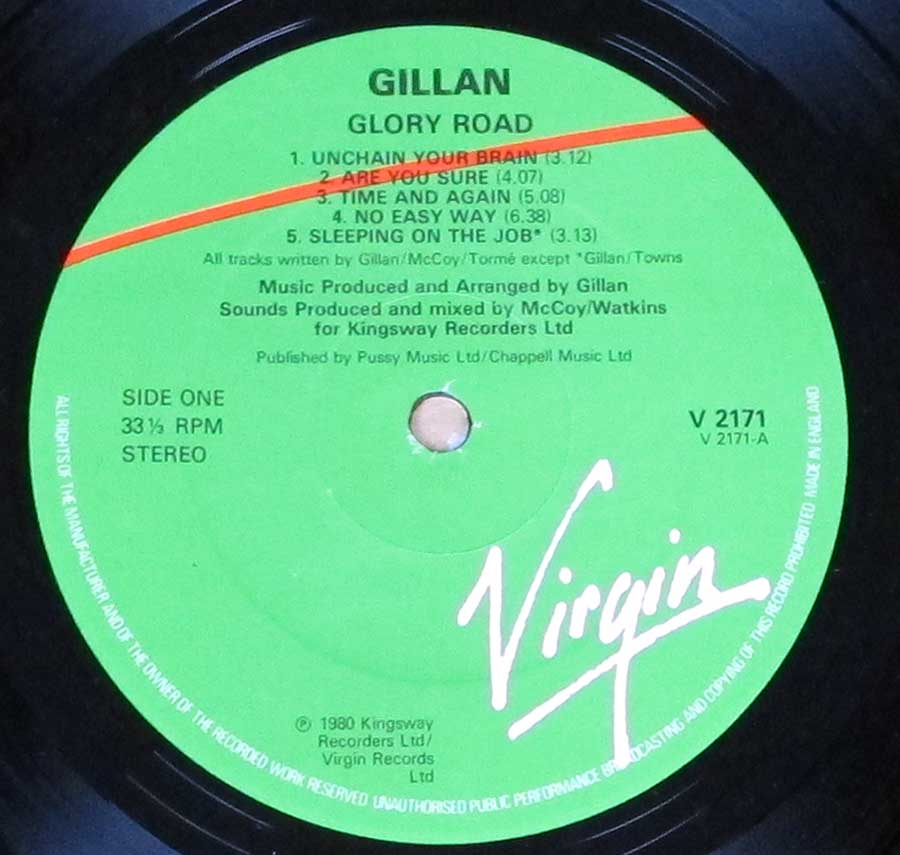 GILLAN
GLORY ROAD
1. UNCHAIN YOUR BRAIN (3.12)
2. ARE YOU SURE (4.07)
3. TIME AND AGAIN (5.08)
4. NO EASY WAY (6.38)
5. SLEEPING ON THE JOB* (3.13)
All tracks written by Gillan/McCoy/Tormé except *Gillan/Towns
Music Produced and Arranged by Gillan
Sounds Produced and mixed by McCoy/Watkins
for Kingsway Recorders Ltd
Published by Pussy Music Ltd/Chappell Music Ltd
SIDE ONE
33⅓ RPM
STEREO
V 2171
V 2171-A
Virgin
℗ 1980 Kingsway
Recorders Ltd/
Virgin Records
Ltd
ALL RIGHTS OF THE MANUFACTURER AND OF THE OWNER OF THE RECORDED WORK RESERVED UNAUTHORISED PUBLIC PERFORMANCE BROADCASTING AND COPYING OF THIS RECORD PROHIBITED MADE IN ENGLAND